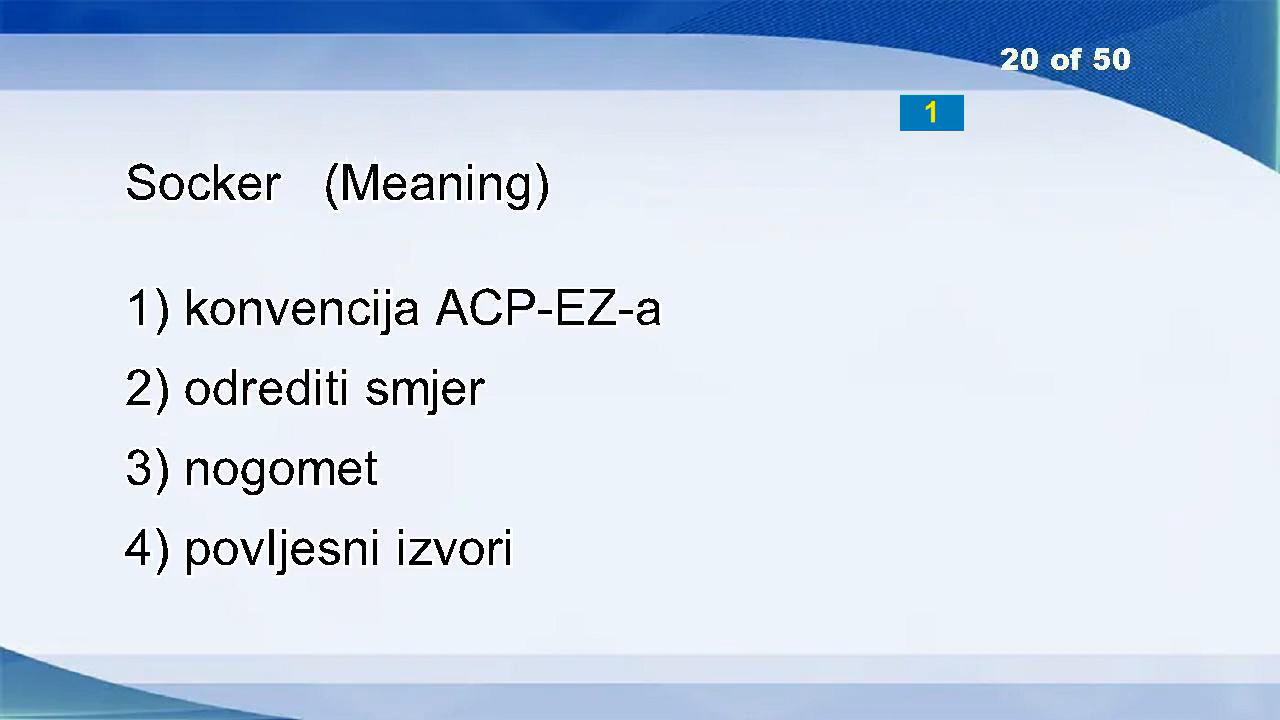 20 of 50
1
Socker (Meaning)
1) konvencija ACP-EZ-a
2) odrediti smjer
3) nogomet
4) povljesni izvori